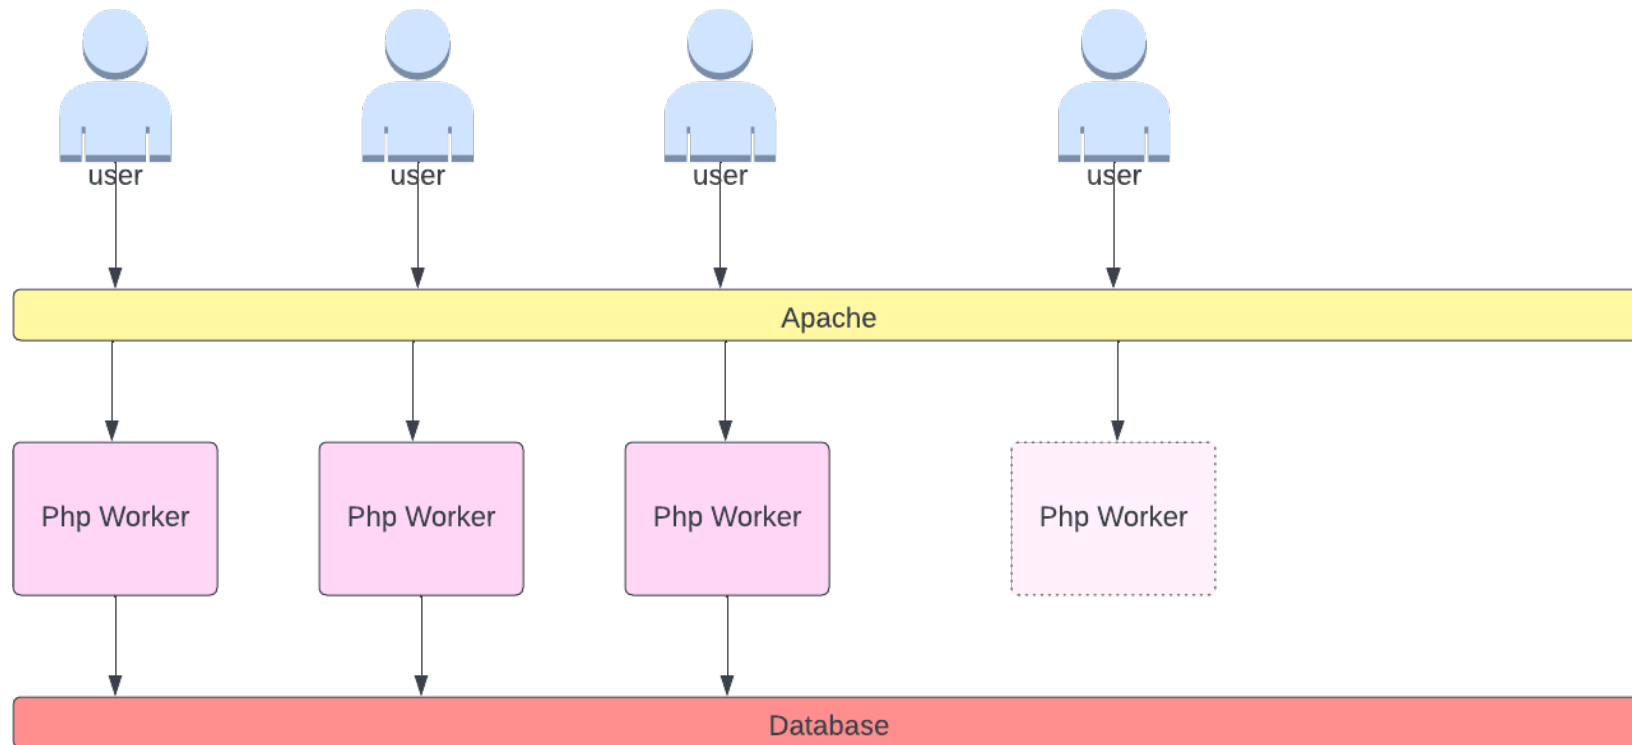 user
user
user
user
Apache
Php Worker
Php Worker
Php Worker
Php Worker
Database